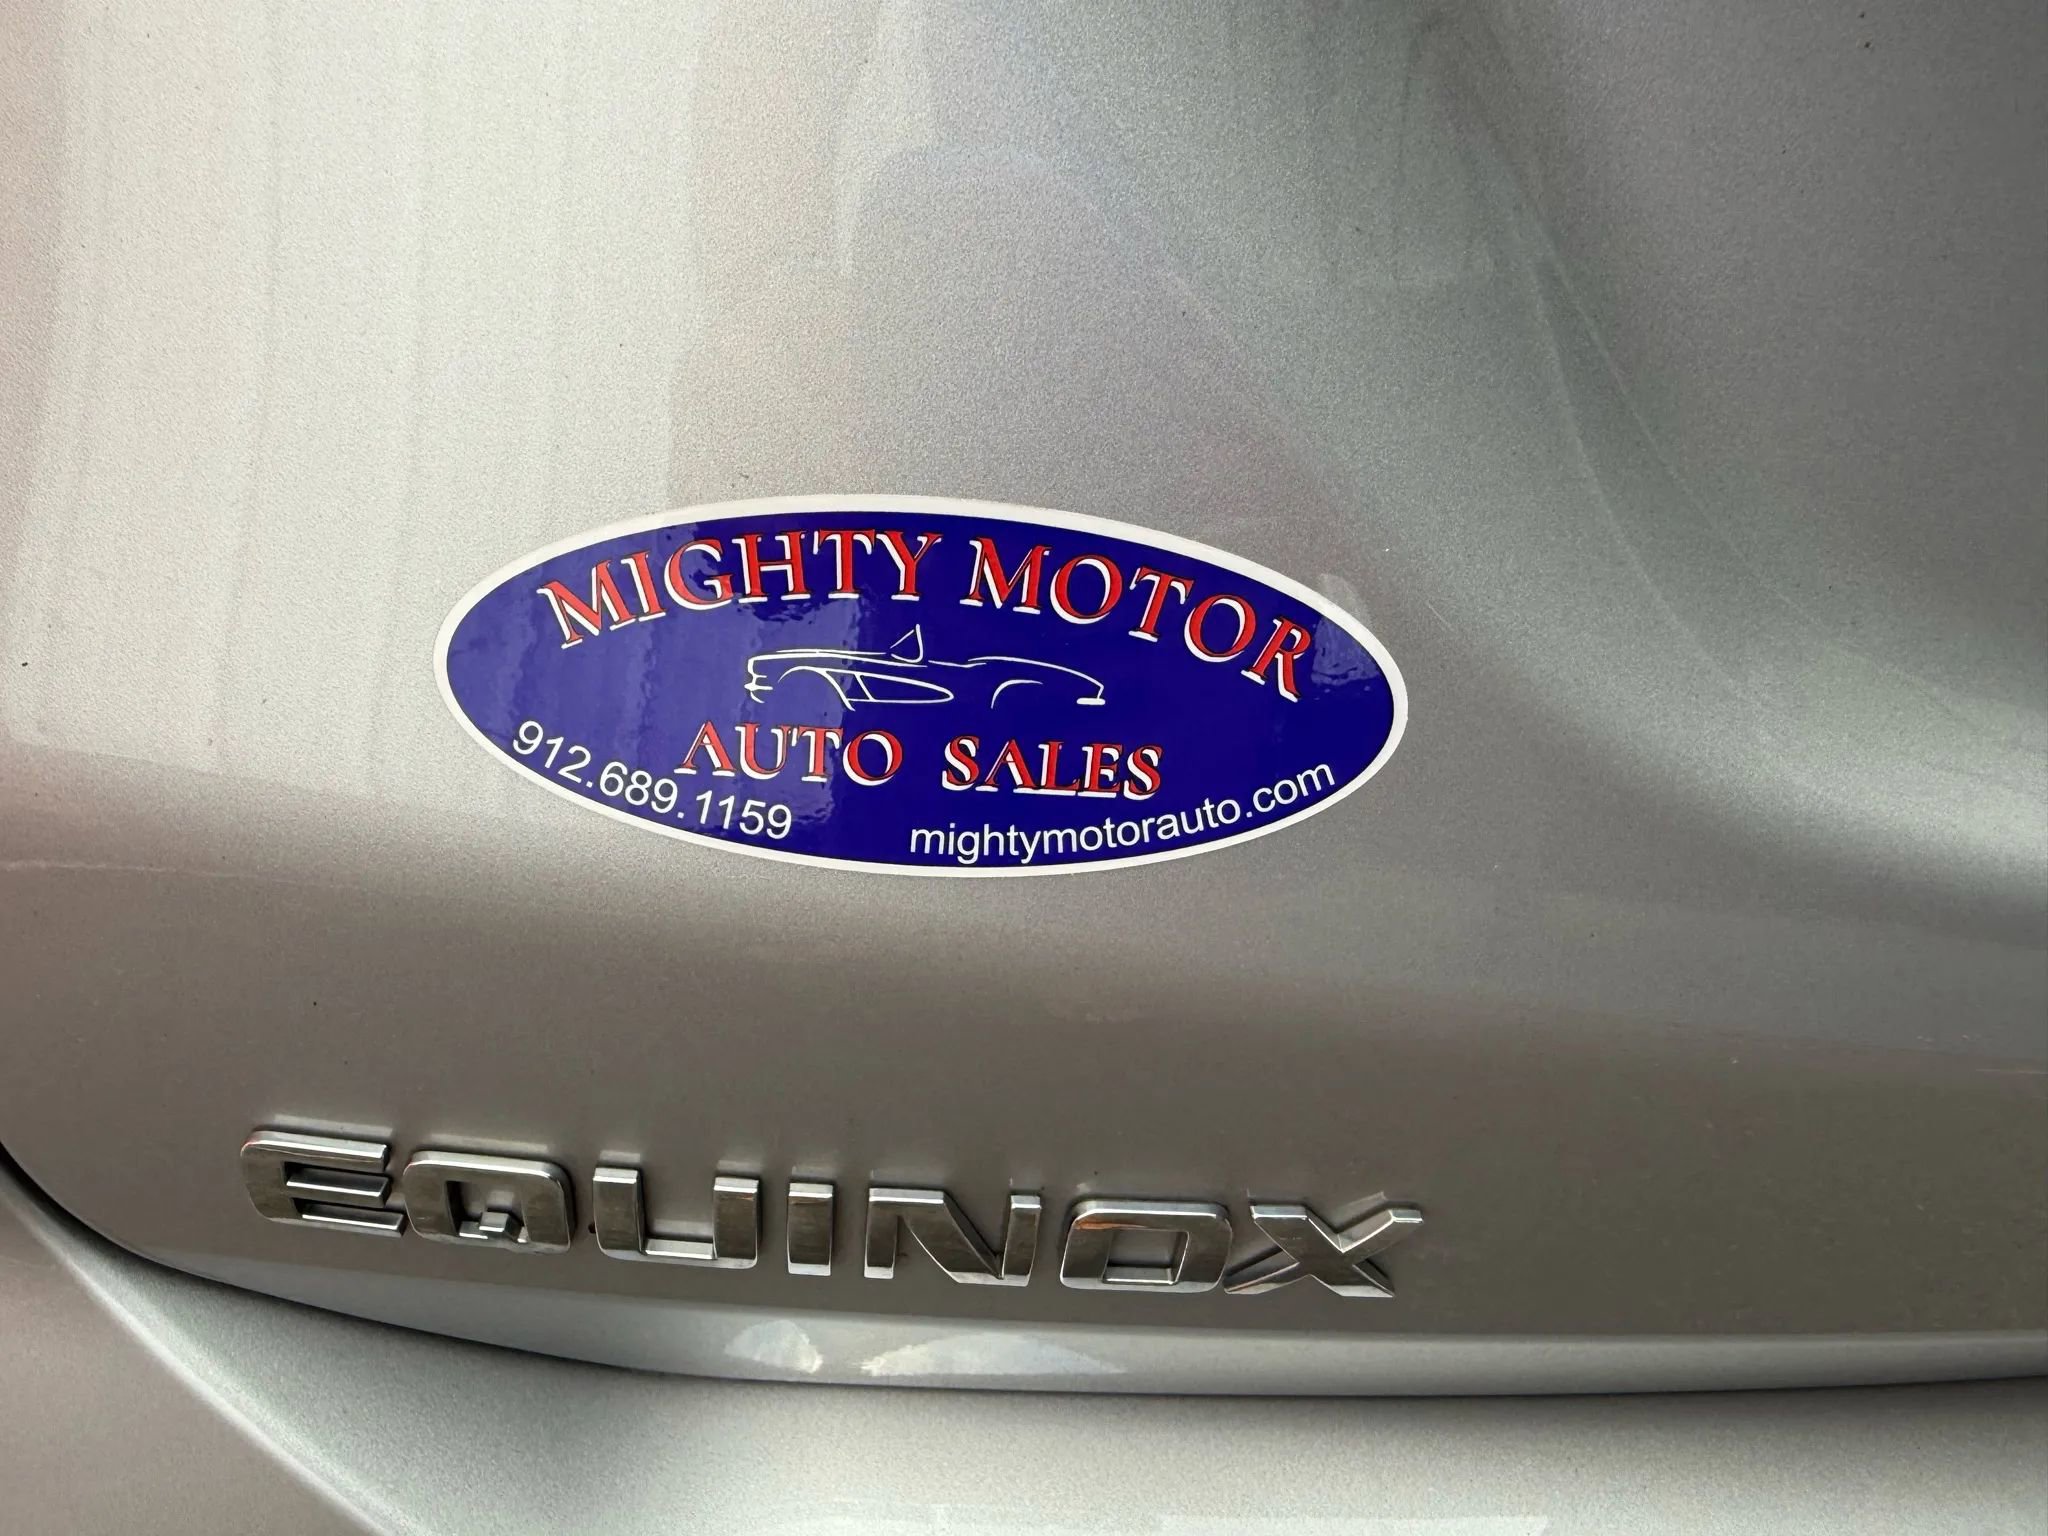 MIGHTY MOTOR
AUTO SALES
912.689.1159
mightymotorauto.com
EQUINOX